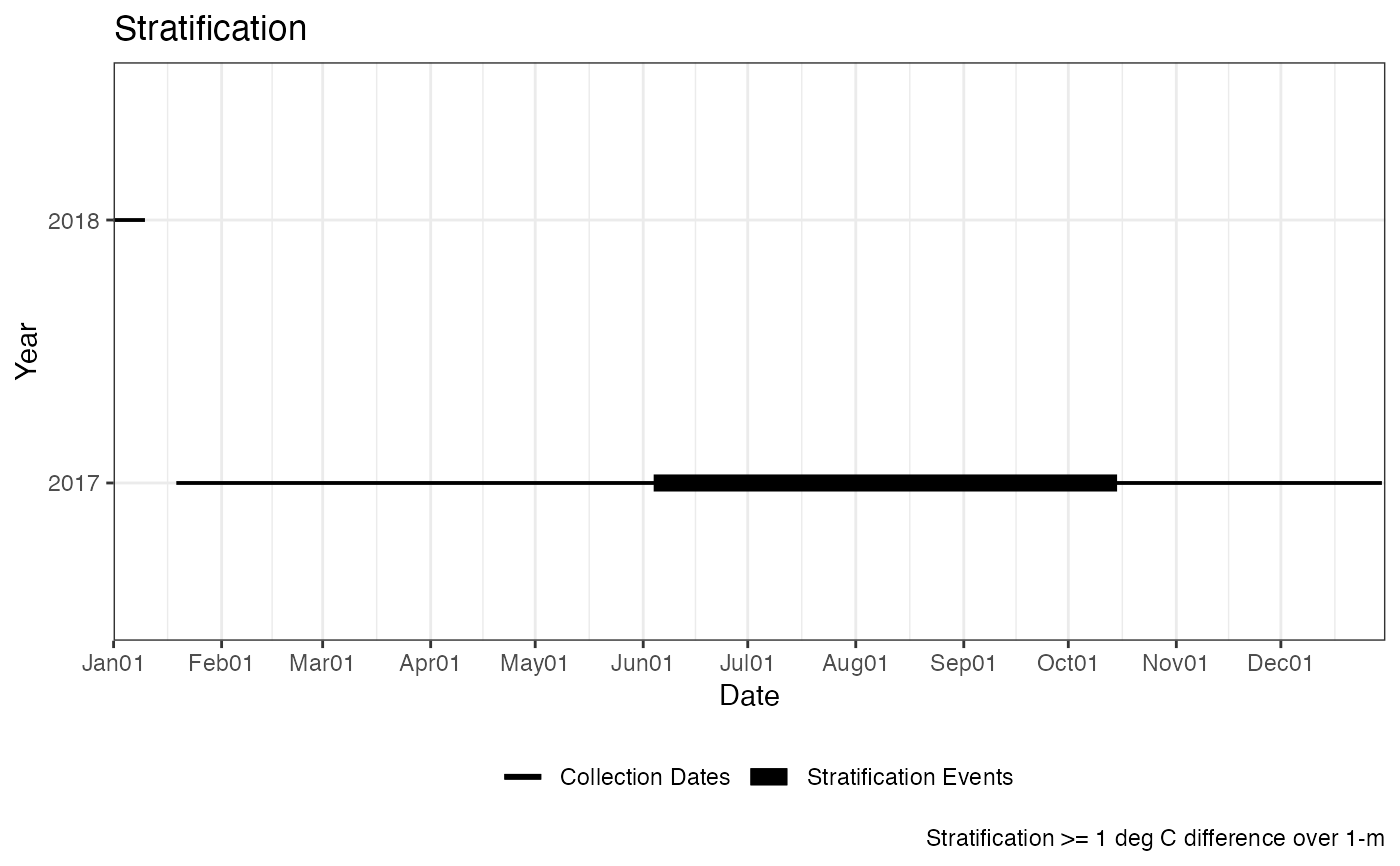 Stratification
Year
2018
2017
Jan01 Feb01 Mar01 Apr01 May01 Jun01 Jul01 Aug01 Sep01 Oct01 Nov01 Dec01
Date
Collection Dates Stratification Events
Stratification >= 1 deg C difference over 1-m